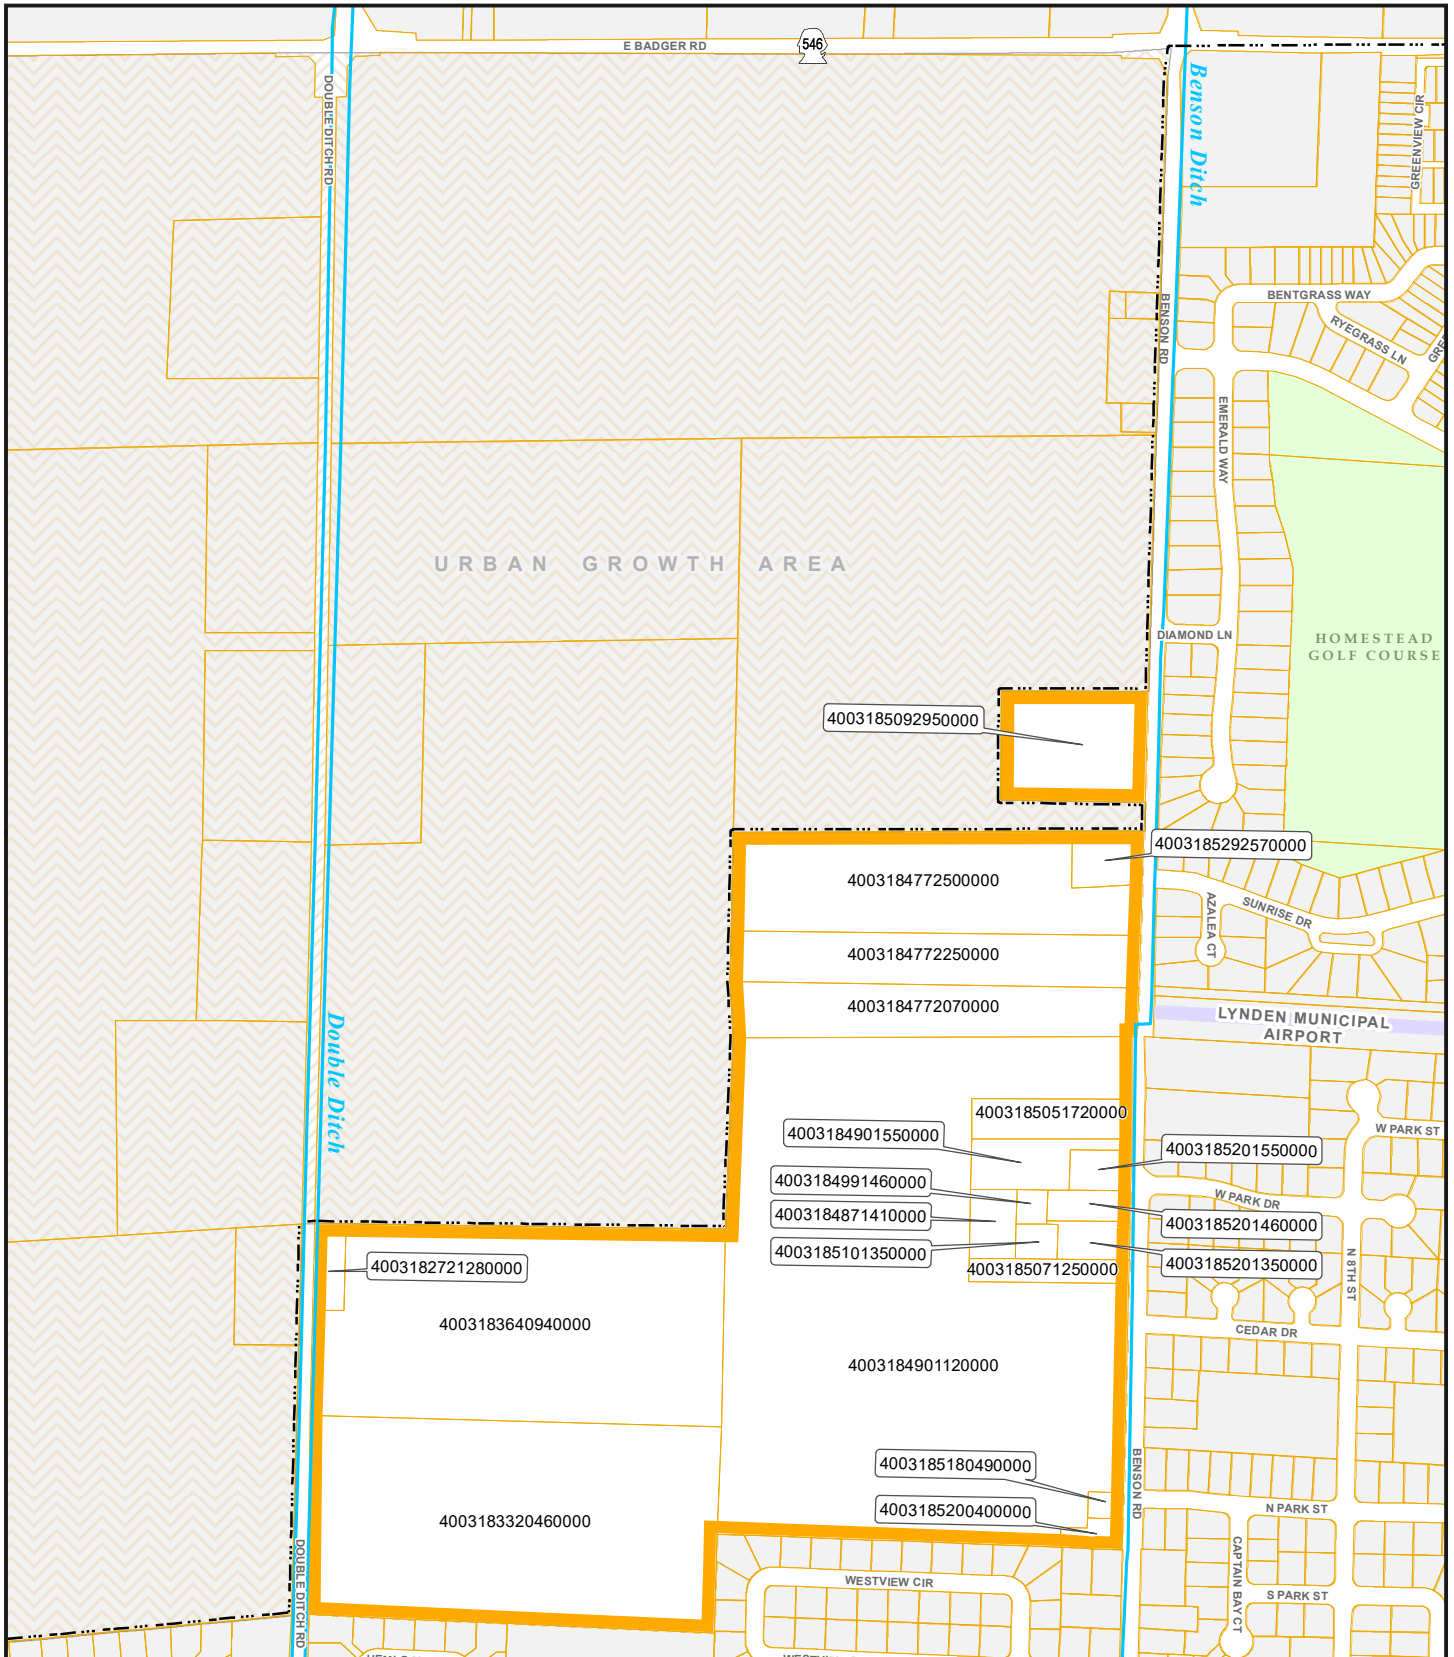 E BADGER RD
546
DOUBLE DITCH RD
Benson Ditch
GREENVIEW CIR
BENTGRASS WAY
RYEGRASS LN
BENSON RD
EMERALD WAY
URBAN GROWTH AREA
DIAMOND LN
HOMESTEAD
GOLF COURSE
4003185092950000
4003185292570000
4003184772500000
AZALEA CT
SUNRISE DR
4003184772250000
4003184772070000
LYNDEN MUNICIPAL
AIRPORT
Double Ditch
4003185051720000
4003184901550000
W PARK ST
4003185201550000
4003184991460000
W PARK DR
4003184871410000
4003185201460000
4003185101350000
4003185201350000
4003182721280000
4003185071250000
N 8TH ST
4003183640940000
CEDAR DR
4003184901120000
4003185180490000
BENSON RD
4003185200400000
N PARK ST
4003183320460000
DOUBLE DITCH RD
WESTVIEW CIR
CAPTAIN BAY CT
S PARK ST